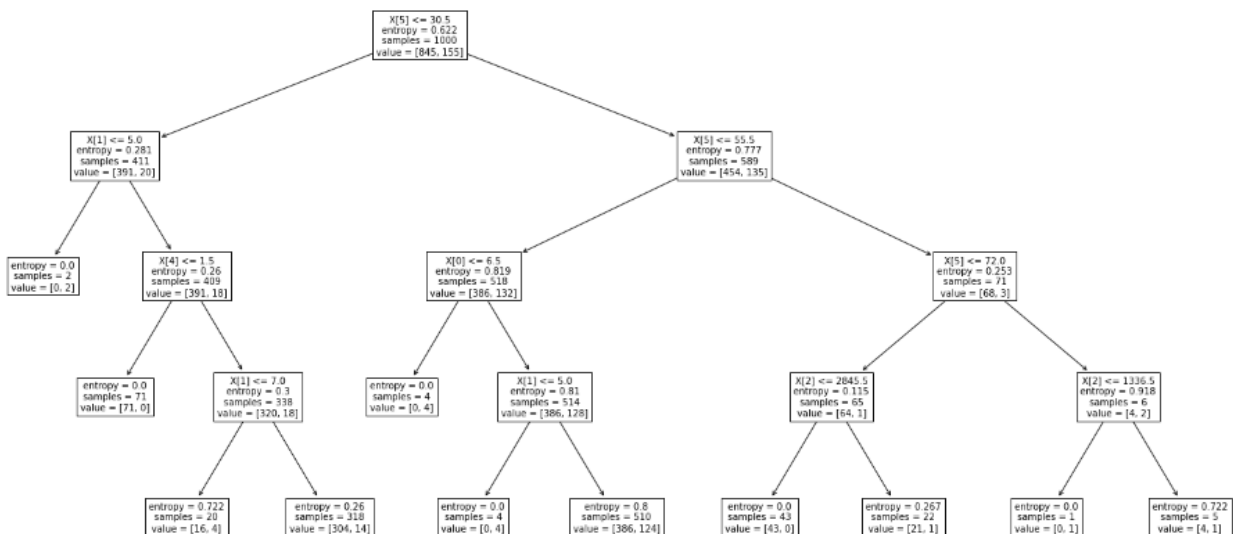 X[5] <= 30.5
entropy = 0.622
samples = 1000
value = [845, 155]
X[1] <= 5.0
entropy = 0.281
samples = 411
value = [391, 20]
X[5] <= 55.5
entropy = 0.777
samples = 589
value = [454, 135]
entropy = 0.0
samples = 2
value = [0, 2]
X[4] <= 1.5
entropy = 0.26
samples = 409
value = [391, 18]
X[0] <= 6.5
entropy = 0.819
samples = 518
value = [386, 132]
X[5] <= 72.0
entropy = 0.253
samples = 71
value = [68, 3]
entropy = 0.0
samples = 71
value = [71, 0]
X[1] <= 7.0
entropy = 0.3
samples = 338
value = [320, 18]
entropy = 0.0
samples = 4
value = [0, 4]
X[1] <= 5.0
entropy = 0.81
samples = 514
value = [386, 128]
X[2] <= 2845.5
entropy = 0.115
samples = 65
value = [64, 1]
X[2] <= 1336.5
entropy = 0.918
samples = 6
value = [4, 2]
entropy = 0.722
samples = 20
value = [16, 4]
entropy = 0.26
samples = 318
value = [304, 14]
entropy = 0.0
samples = 4
value = [0, 4]
entropy = 0.8
samples = 510
value = [386, 124]
entropy = 0.0
samples = 43
value = [43, 0]
entropy = 0.267
samples = 22
value = [21, 1]
entropy = 0.0
samples = 1
value = [0, 1]
entropy = 0.722
samples = 5
value = [4, 1]